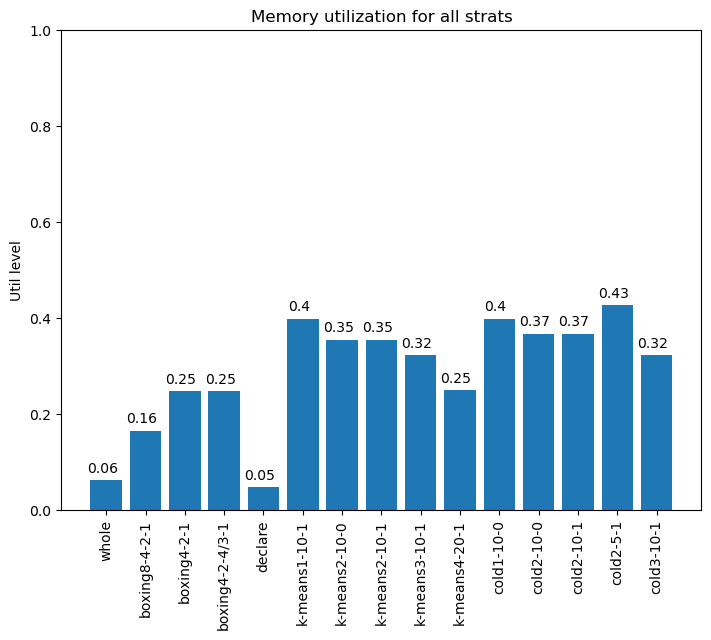 Memory utilization for all strats
Util level
1.0
0.8
0.6
0.4
0.2
0.0
0.06
0.16
0.25
0.25
0.05
0.4
0.35
0.35
0.32
0.25
0.4
0.37
0.37
0.43
0.32
whole
boxing8-4-2-1
boxing4-2-1
boxing4-2-4/3-1
declare
k-means1-10-1
k-means2-10-0
k-means2-10-1
k-means3-10-1
k-means4-20-1
cold1-10-0
cold2-10-0
cold2-10-1
cold2-5-1
cold3-10-1